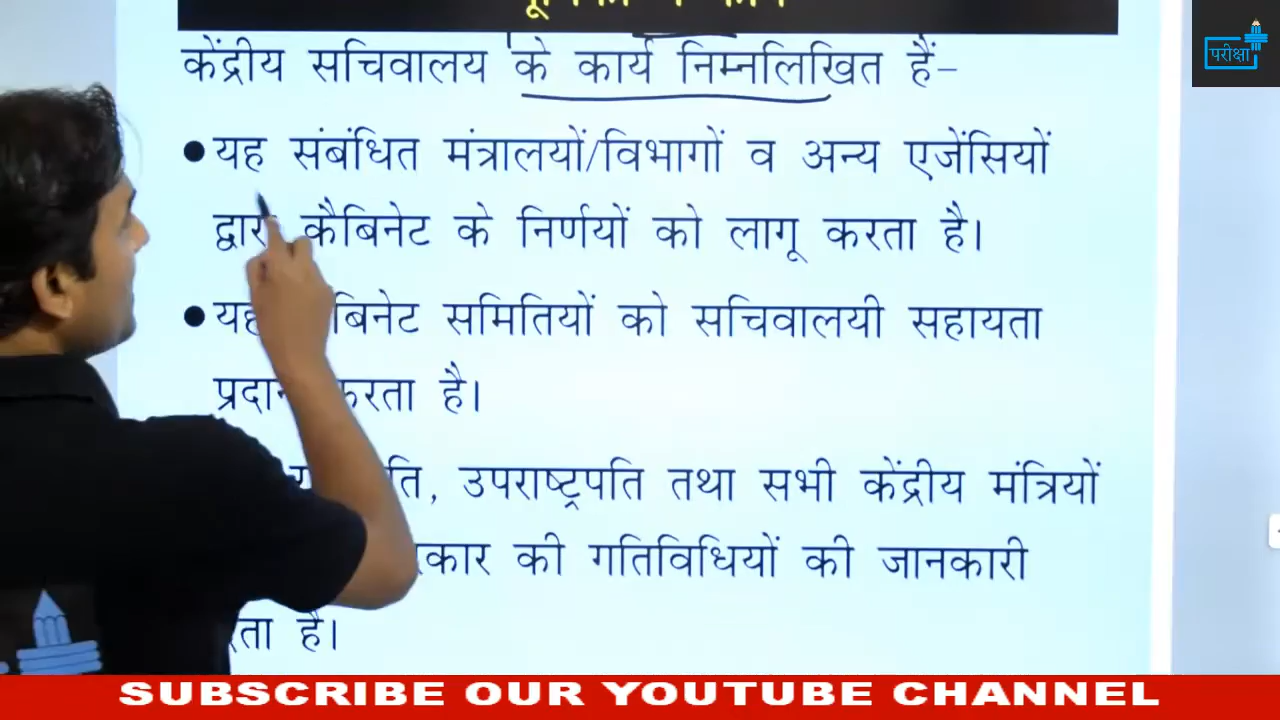 परीक्षा
केंद्रीय सचिवालय के कार्य निम्नलिखित हैं-
•यह संबंधित मंत्रालयों/विभागों व अन्य एजेंसियों
द्वारा कैबिनेट के निर्णयों को लागू करता है।
•यह समितियों को सचिवालयी सहायता
प्रदान करता है।
, उपराष्ट्रपति तथा सभी केंद्रीय मंत्रियों
की गतिविधियों की जानकारी
है।
SUBSCRIBE OUR YOUTUBE CHANNEL